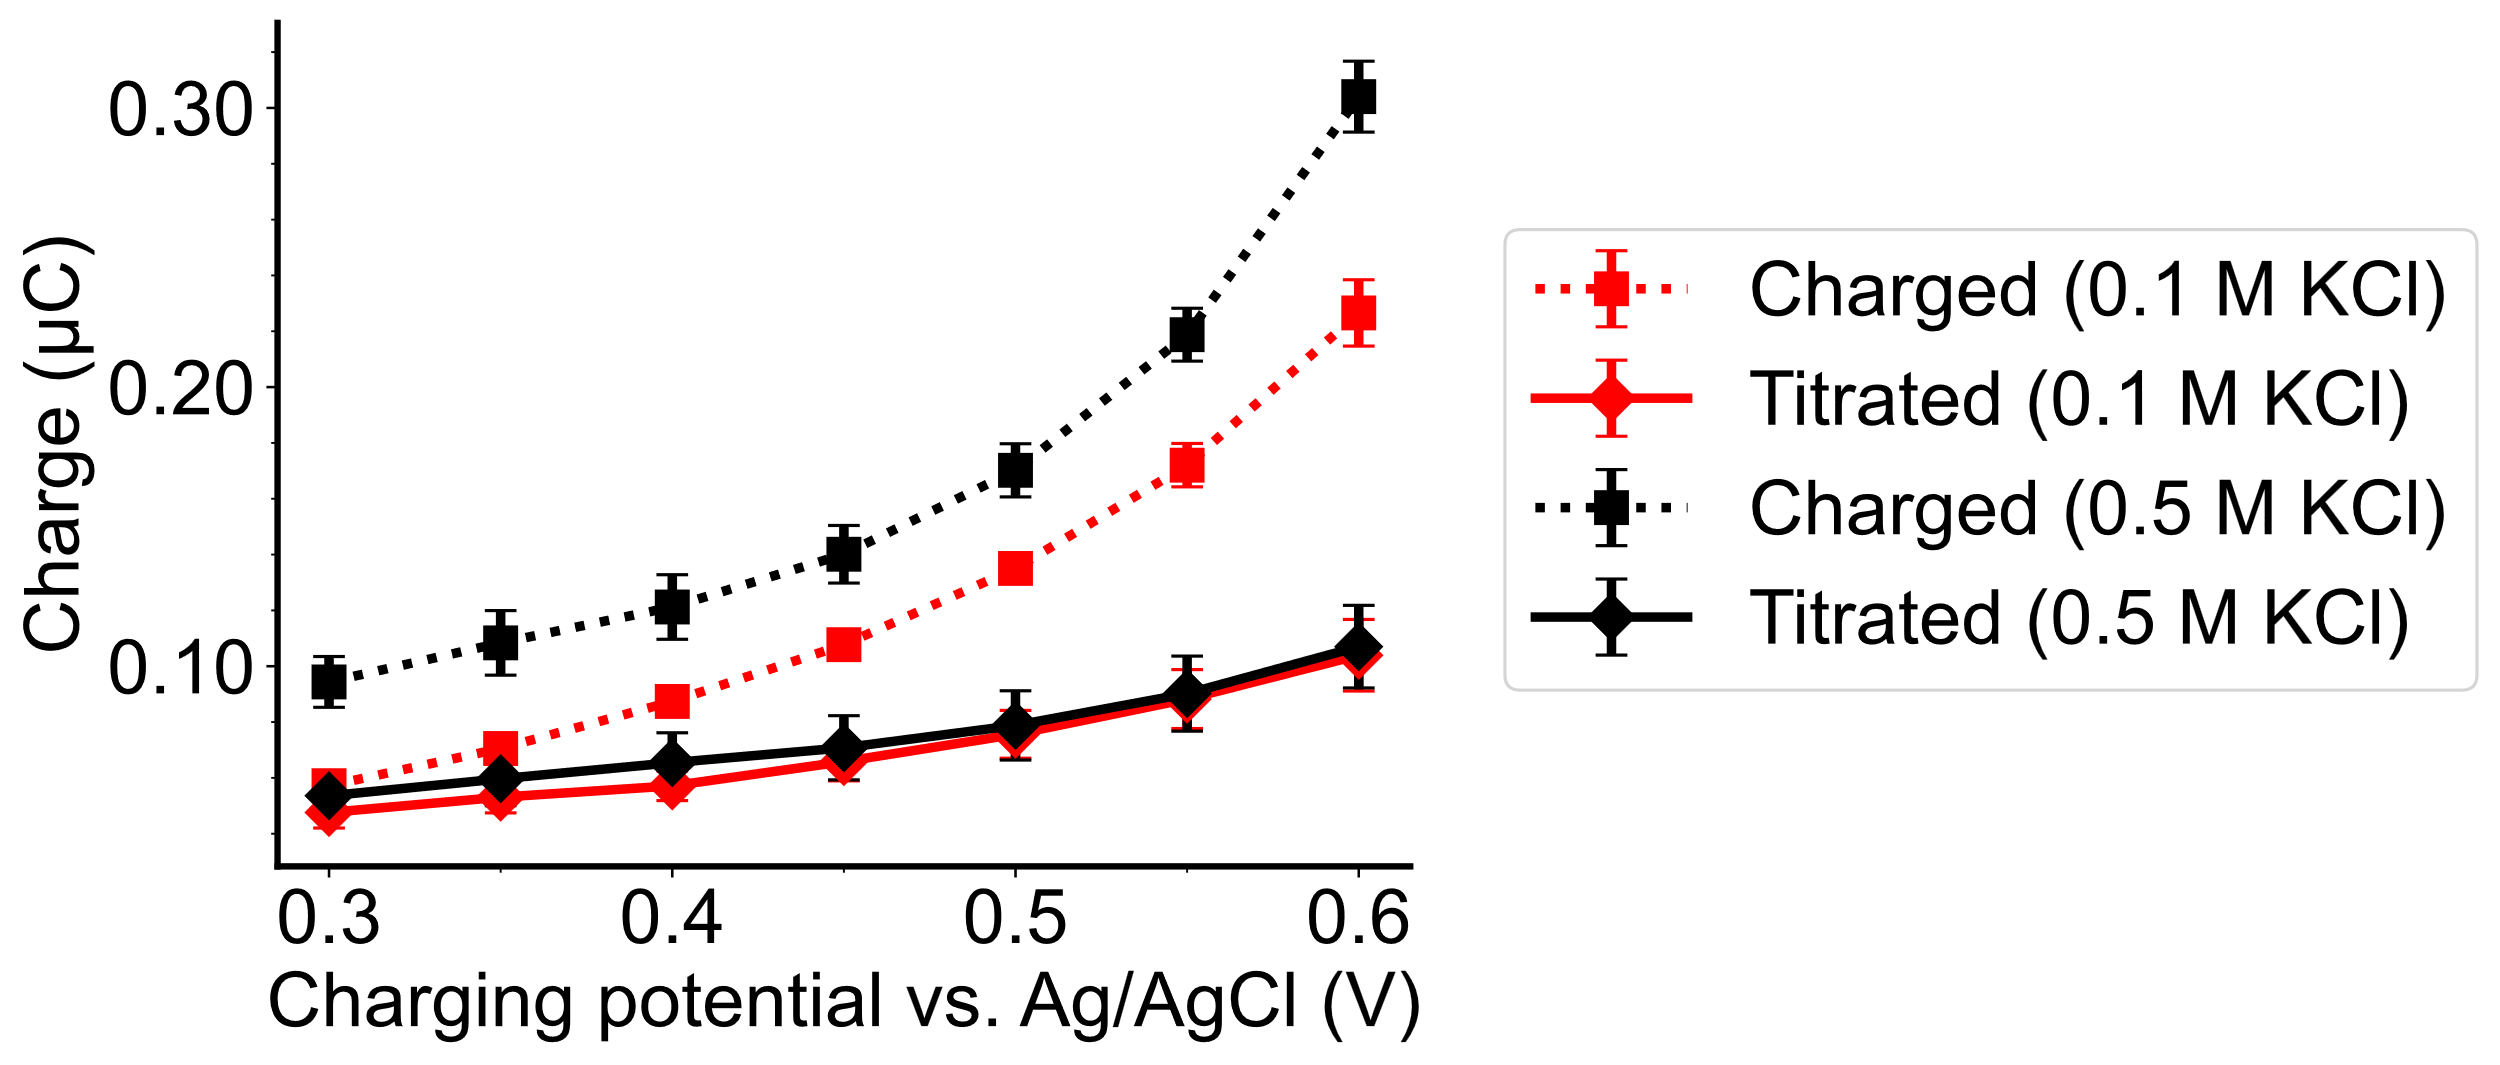 Charge (µC)
0.30
0.20
0.10
0.3 0.4 0.5 0.6
Charging potential vs. Ag/AgCl (V)
Charged (0.1 M KCl)
Titrated (0.1 M KCl)
Charged (0.5 M KCl)
Titrated (0.5 M KCl)